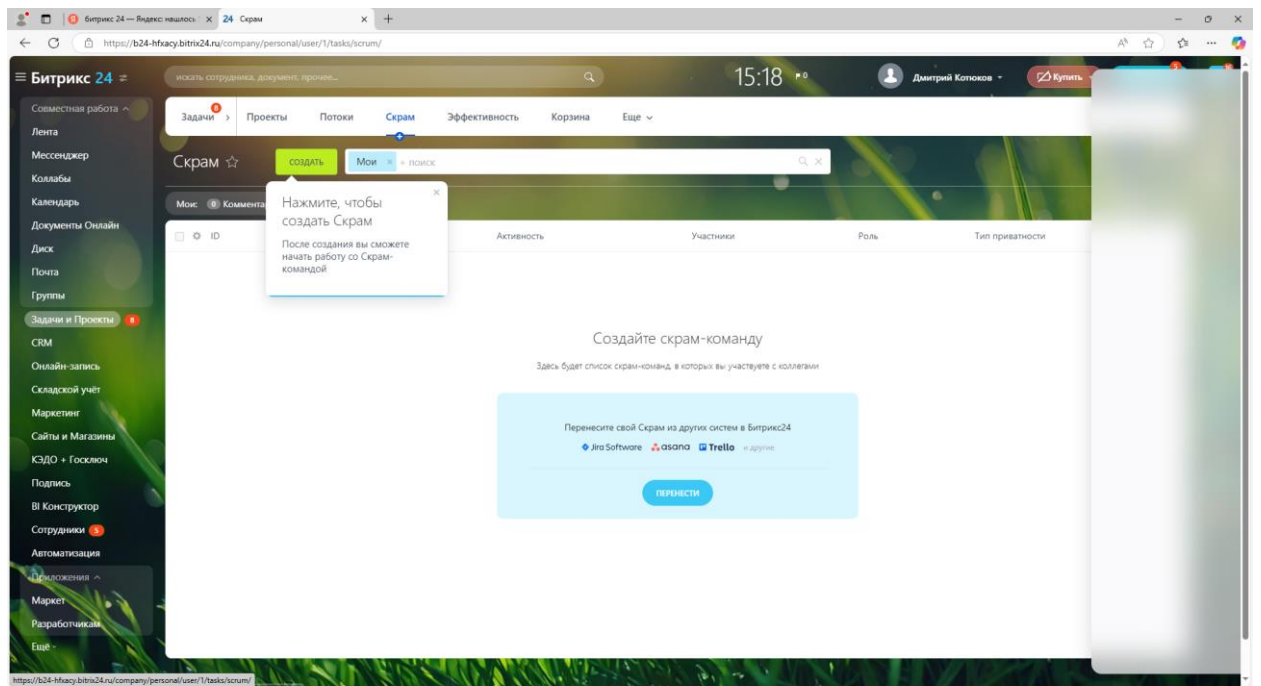 битрикс 24 — Яндекс: нашлось
24 Скрам
https://b24-hfxacy.bitrix24.ru/company/personal/user/1/tasks/scrum/
Битрикс 24
искать сотрудника, документ, прочее...
15:18
0
Дмитрий Котюков
Купить
Совместная работа
Лента
Мессенджер
Коллабы
Календарь
Документы Онлайн
Диск
Почта
Группы
Задачи и Проекты 8
CRM
Онлайн-запись
Складской учёт
Маркетинг
Сайты и Магазины
КЭДО + Госключ
Подпись
BI Конструктор
Сотрудники 5
Автоматизация
Приложения
Маркет
Разработчикам
Ещё
Задачи 8 Проекты Потоки Скрам Эффективность Корзина Еще
Скрам СОЗДАТЬ Мои × + поиск
Мои: 0 Коммента
Нажмите, чтобы
создать Скрам
После создания вы сможете
начать работу со Скрам-
командой
ID Активность Участники Роль Тип приватности
Создайте скрам-команду
Здесь будет список скрам-команд, в которых вы участвуете с коллегами
Перенесите свой Скрам из других систем в Битрикс24
Jira Software asana Trello и другие
ПЕРЕНЕСТИ
https://b24-hfxacy.bitrix24.ru/company/personal/user/1/tasks/scrum/